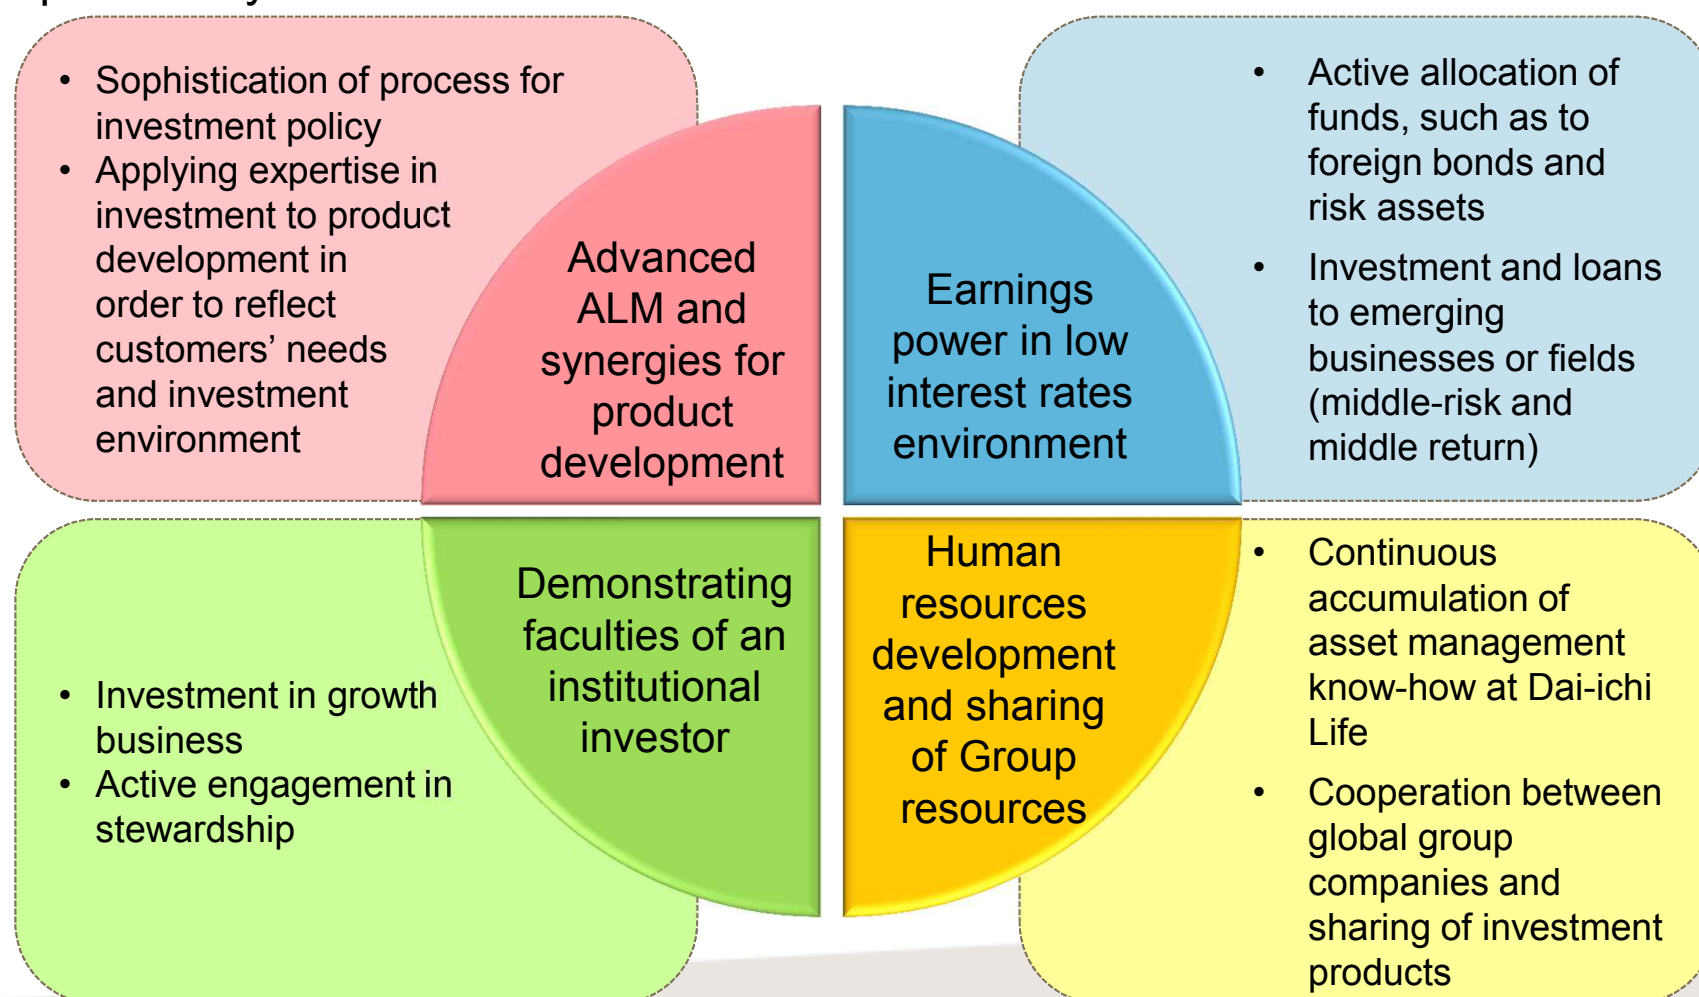 • Sophistication of process for
investment policy
• Applying expertise in
investment to product
development in
order to reflect
customers’ needs
and investment
environment
Advanced
ALM and
synergies for
product
development
Earnings
power in low
interest rates
environment
• Active allocation of
funds, such as to
foreign bonds and
risk assets
• Investment and loans
to emerging
businesses or fields
(middle-risk and
middle return)
• Investment in growth
business
• Active engagement in
stewardship
Demonstrating
faculties of an
institutional
investor
Human
resources
development
and sharing
of Group
resources
• Continuous
accumulation of
asset management
know-how at Dai-ichi
Life
• Cooperation between
global group
companies and
sharing of investment
products